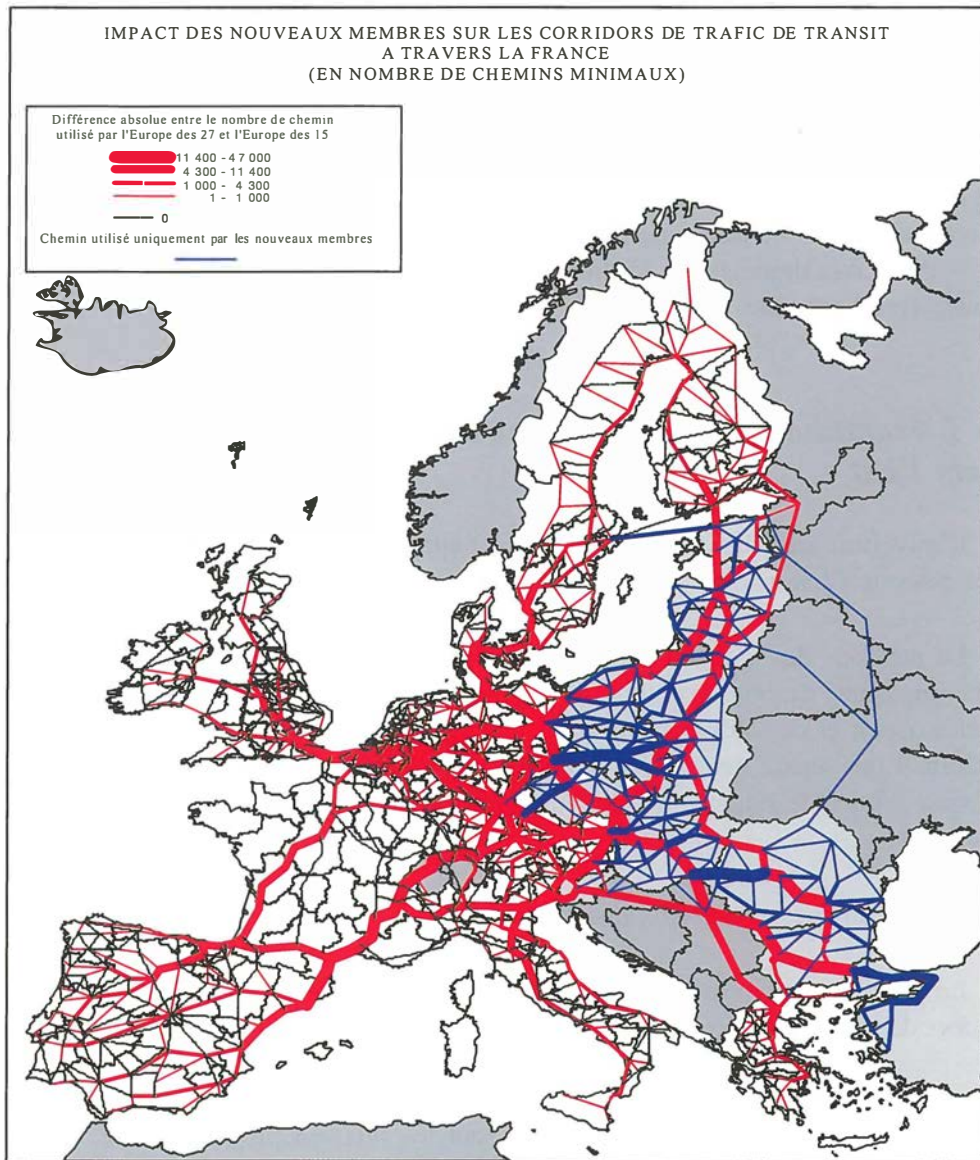 IMPACT DES NOUVEAUX MEMBRES SUR LES CORRIDORS DE TRAFIC DE TRANSIT
A TRAVERS LA FRANCE
(EN NOMBRE DE CHEMINS MINIMAUX)
Différence absolue entre le nombre de chemin
utilisé par l'Europe des 27 et l'Europe des 15
11 400 - 47 000
4 300 - 11 400
1 000 - 4 300
1 - 1 000
0
Chemin utilisé uniquement par les nouveaux membres